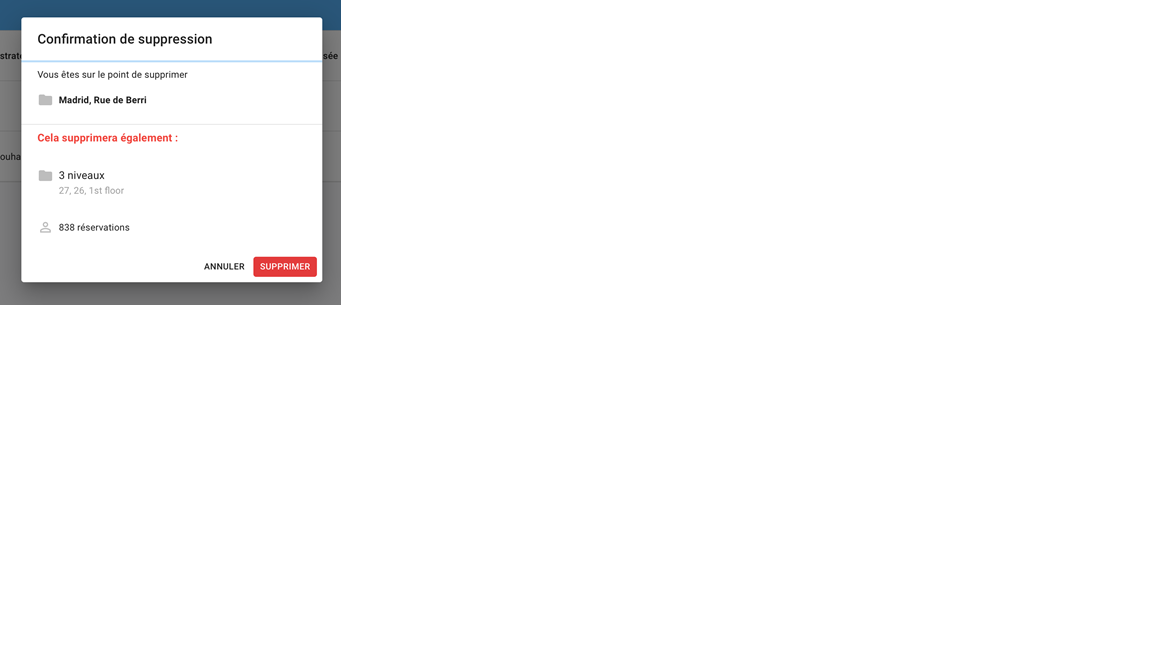 Confirmation de suppression
strate
sée
Vous êtes sur le point de supprimer
Madrid, Rue de Berri
Cela supprimera également :
ouha
3 niveaux
27, 26, 1st floor
838 réservations
ANNULER SUPPRIMER